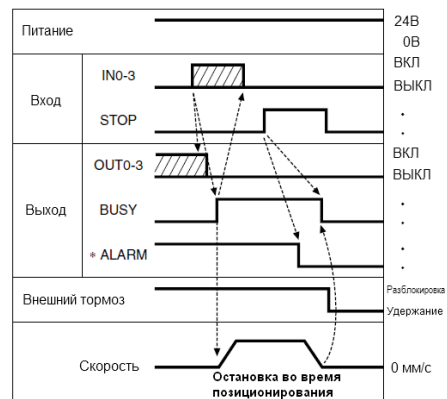 Питание
24В
0В
Вход
IN0-3
ВКЛ
ВЫКЛ
STOP
Выход
OUT0-3
ВКЛ
ВЫКЛ
BUSY
* ALARM
Внешний тормоз
Разблокировка
Удержание
Скорость
0 мм/с
Остановка во время
позиционирования